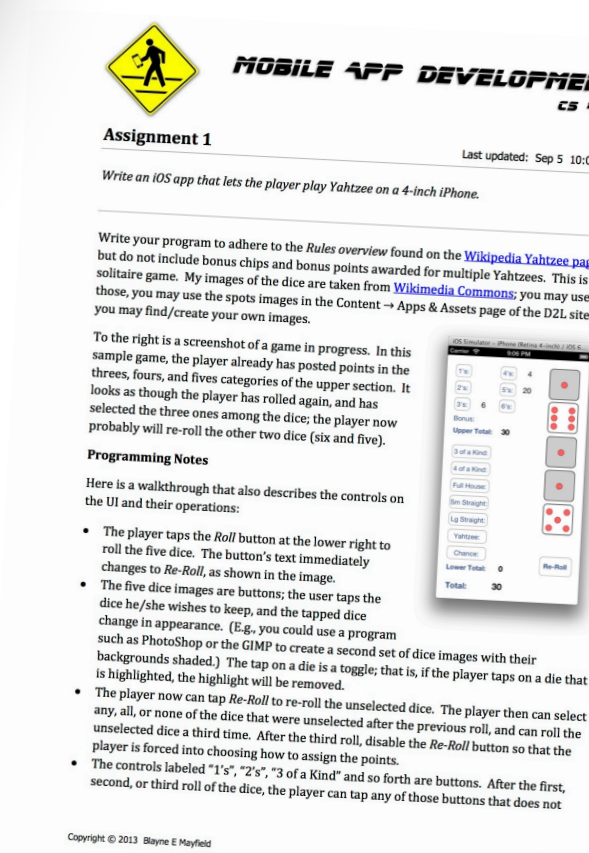 MOBILE APP DEVELOPMEN
CS 4
Assignment 1
Last updated: Sep 5 10:0
Write an iOS app that lets the player play Yahtzee on a 4-inch iPhone.
Write your program to adhere to the Rules overview found on the Wikipedia Yahtzee pag
but do not include bonus chips and bonus points awarded for multiple Yahtzees. This is
solitaire game. My images of the dice are taken from Wikimedia Commons; you may use
those, you may use the spots images in the Content → Apps & Assets page of the D2L site
you may find/create your own images.
To the right is a screenshot of a game in progress. In this
sample game, the player already has posted points in the
threes, fours, and fives categories of the upper section. It
looks as though the player has rolled again, and has
selected the three ones among the dice; the player now
probably will re-roll the other two dice (six and five).
Programming Notes
Here is a walkthrough that also describes the controls on
the UI and their operations:
• The player taps the Roll button at the lower right to
roll the five dice. The button's text immediately
changes to Re-Roll, as shown in the image.
• The five dice images are buttons; the user taps the
dice he/she wishes to keep, and the tapped dice
change in appearance. (E.g., you could use a program
such as PhotoShop or the GIMP to create a second set of dice images with their
backgrounds shaded.) The tap on a die is a toggle; that is, if the player taps on a die that
is highlighted, the highlight will be removed.
• The player now can tap Re-Roll to re-roll the unselected dice. The player then can select
any, all, or none of the dice that were unselected after the previous roll, and can roll the
unselected dice a third time. After the third roll, disable the Re-Roll button so that the
player is forced into choosing how to assign the points.
• The controls labeled "1's", "2's", "3 of a Kind" and so forth are buttons. After the first,
second, or third roll of the dice, the player can tap any of those buttons that does not
iOS Simulator - iPhone (Retina 4-inch) / iOS 6
Carrier 9:06 PM
1's: 4's: 4
2's: 5's: 20
3's: 6 6's:
Bonus:
Upper Total: 30
3 of a Kind:
4 of a Kind:
Full House:
Sm Straight:
Lg Straight:
Yahtzee:
Chance:
Lower Total: 0 Re-Roll
Total: 30
Copyright © 2013 Blayne E Mayfield